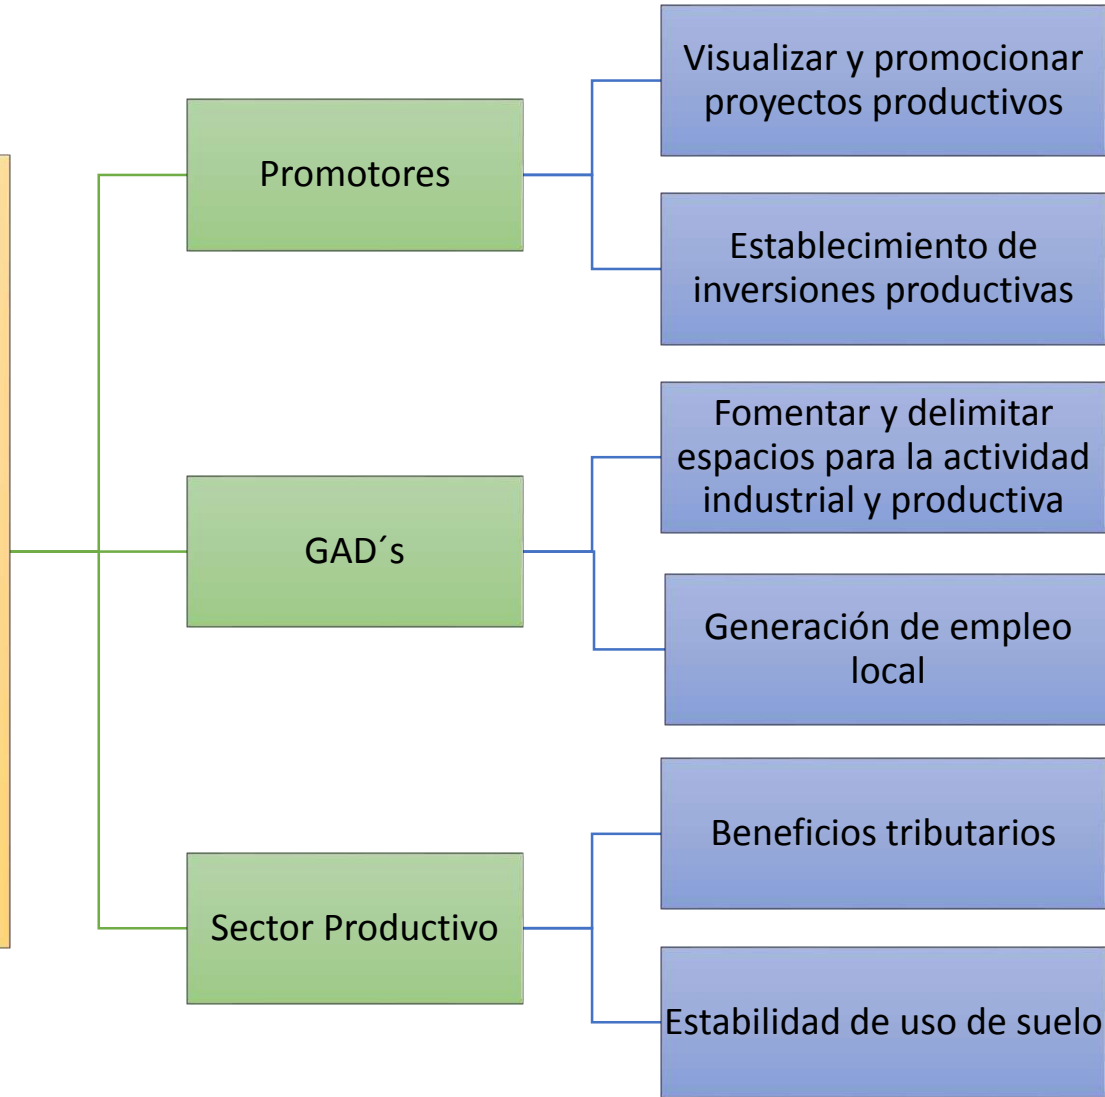 Promotores
Visualizar y promocionar
proyectos productivos
Establecimiento de
inversiones productivas
GAD´s
Fomentar y delimitar
espacios para la actividad
industrial y productiva
Generación de empleo
local
Sector Productivo
Beneficios tributarios
Estabilidad de uso de suelo